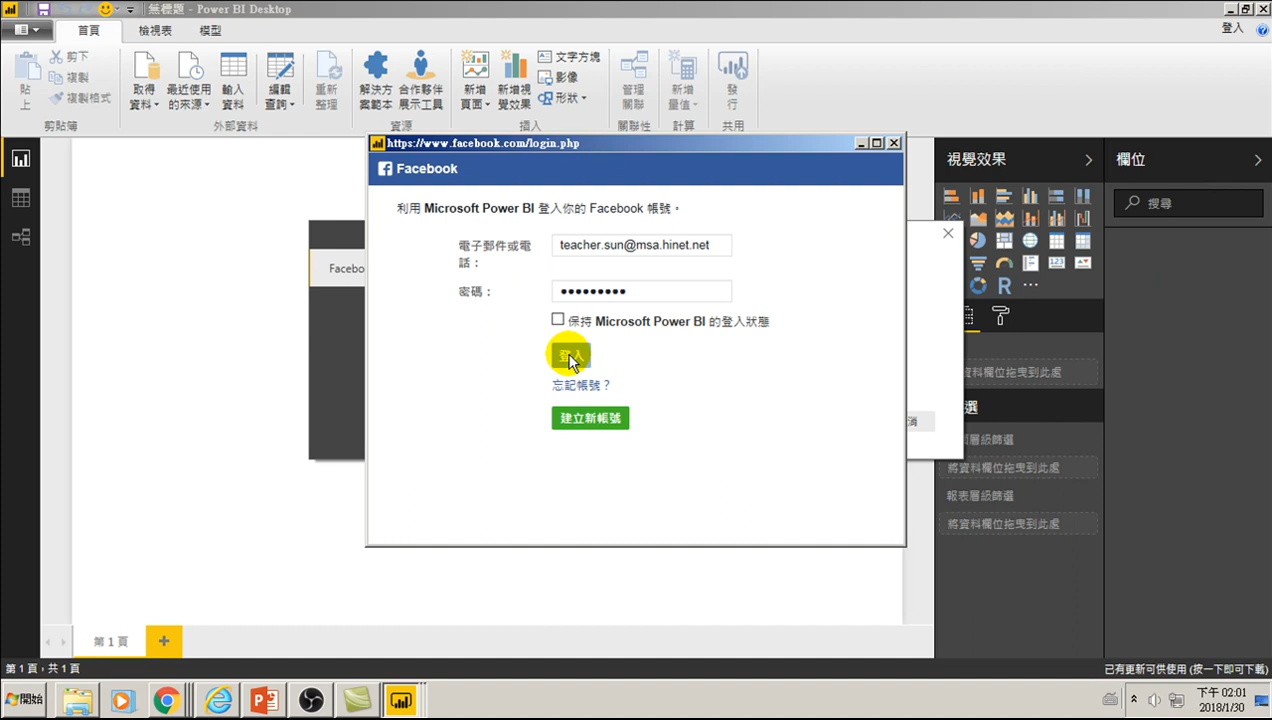 無標題 - Power BI Desktop
首頁 檢視表 模型
登入
貼上
剪下
複製
複製格式
取得資料
最近使用的來源
輸入資料
編輯查詢
重新整理
解決方案範本
合作夥伴展示工具
新增頁面
新增視覺效果
文字方塊
影像
形狀
管理關聯
新增量值
發行
剪貼簿 外部資料 資源 插入 關聯性 計算 共用
https://www.facebook.com/login.php
Facebook
利用 Microsoft Power BI 登入你的 Facebook 帳號。
電子郵件或電話：
teacher.sun@msa.hinet.net
密碼：
保持 Microsoft Power BI 的登入狀態
登入
忘記帳號？
建立新帳號
Facebo
消
視覺效果
R
123
欄位
搜尋
資料欄位拖曳到此處
選
面層級篩選
將資料欄位拖曳到此處
報表層級篩選
將資料欄位拖曳到此處
第 1 頁
第 1 頁，共 1 頁
已有更新可供使用 (按一下即可下載)
開始
下午 02:01
2018/1/30